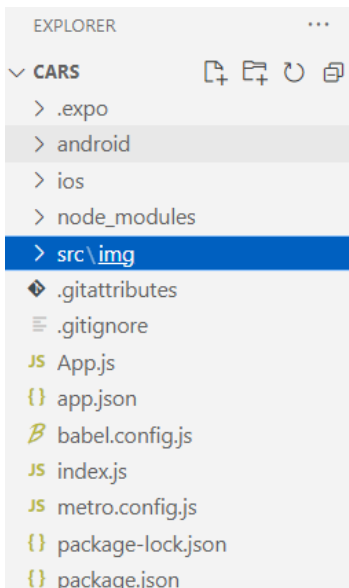 EXPLORER ...
CARS
.expo
android
ios
node_modules
src\img
.gitattributes
.gitignore
JS App.js
{} app.json
B babel.config.js
JS index.js
JS metro.config.js
{} package-lock.json
{} package.json